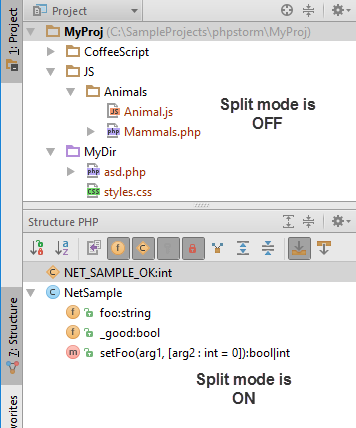 Project
1: Project
MyProj (C:\SampleProjects\phpstorm\MyProj)
CoffeeScript
JS
Animals
JS Animal.js
php Mammals.php
Split mode is
OFF
MyDir
php asd.php
css styles.css
Structure PHP
f C
C NET_SAMPLE_OK:int
C NetSample
f foo:string
f _good:bool
m setFoo(arg1, [arg2 : int = 0]):bool|int
Split mode is
ON
7: Structure
vorites